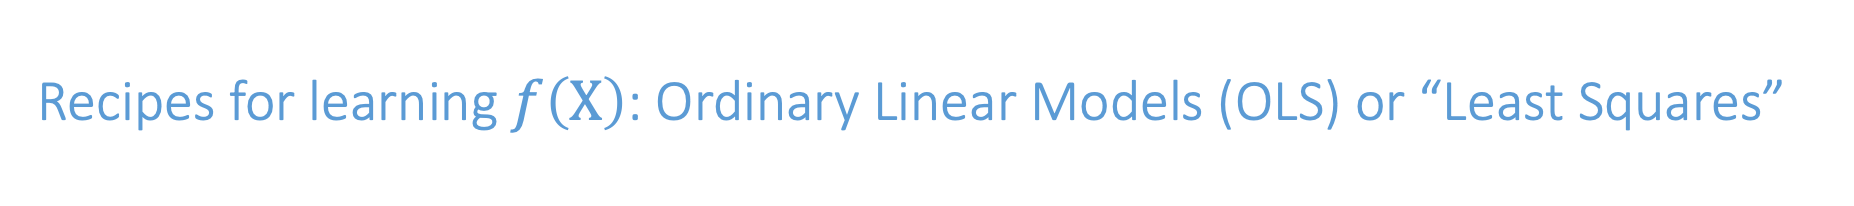 Recipes for learning f(X): Ordinary Linear Models (OLS) or “Least Squares”